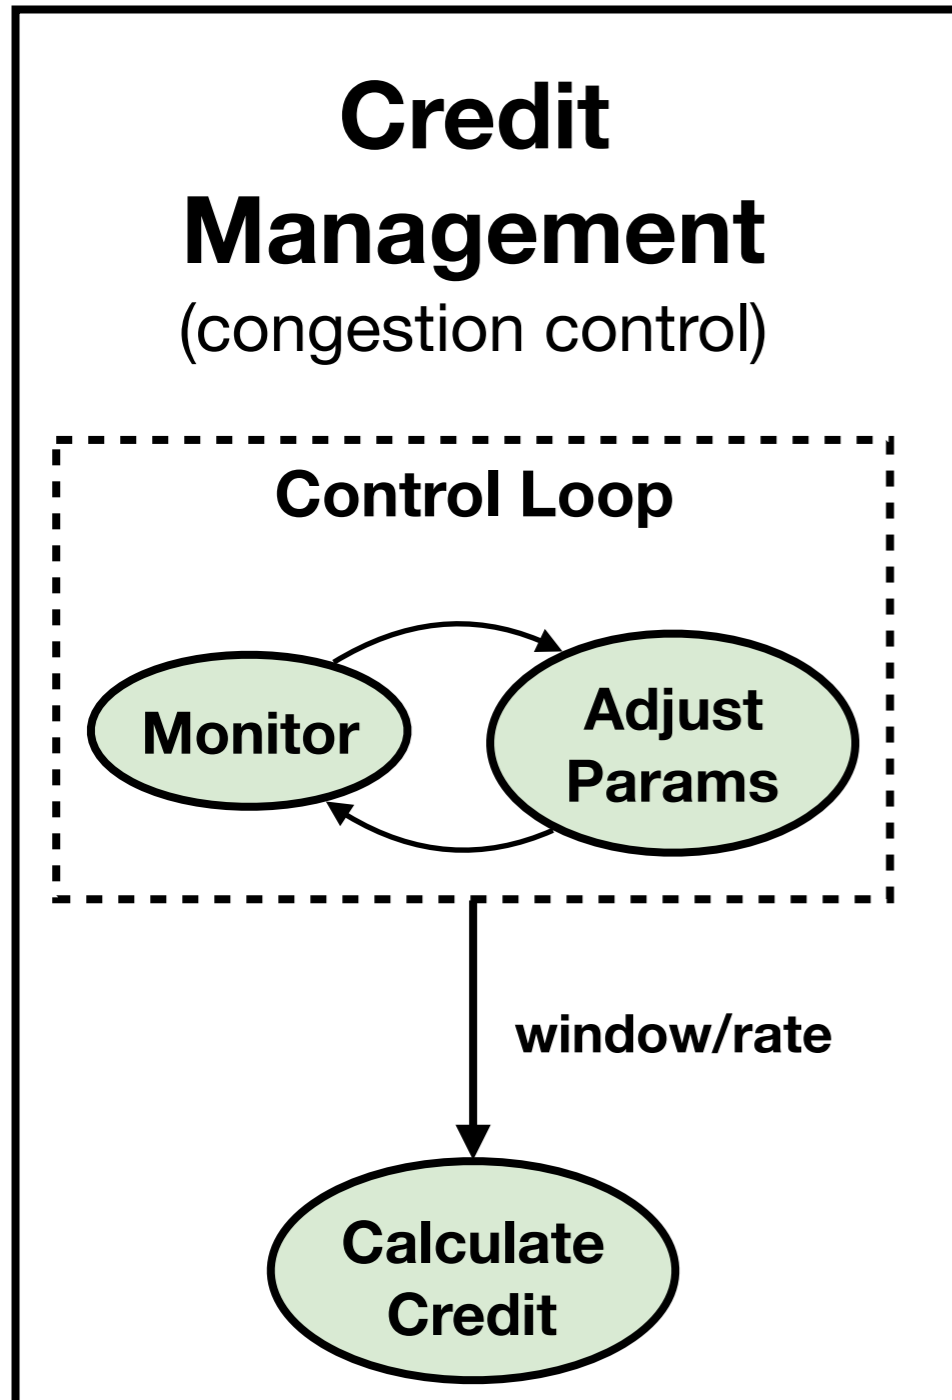 Credit
Management
(congestion control)
Control Loop
Monitor
Adjust
Params
window/rate
Calculate
Credit